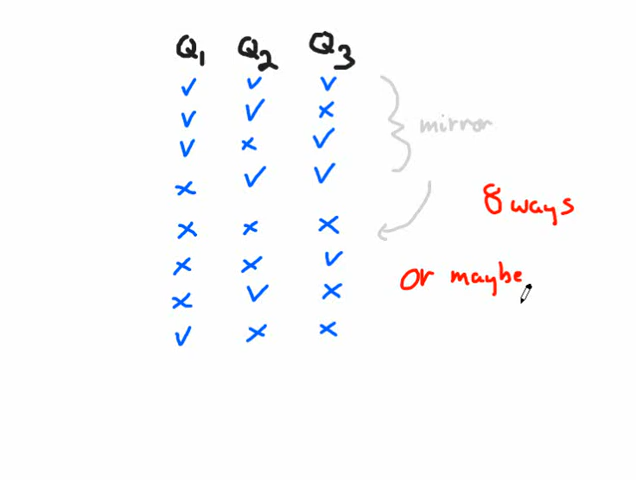 Q1 Q2 Q3
✓ ✓ ✓
✓ ✓ ×
✓ × ✓
× ✓ ✓
mirror
× × ×
× × ✓
× ✓ ×
✓ × ×
8 ways
or maybe